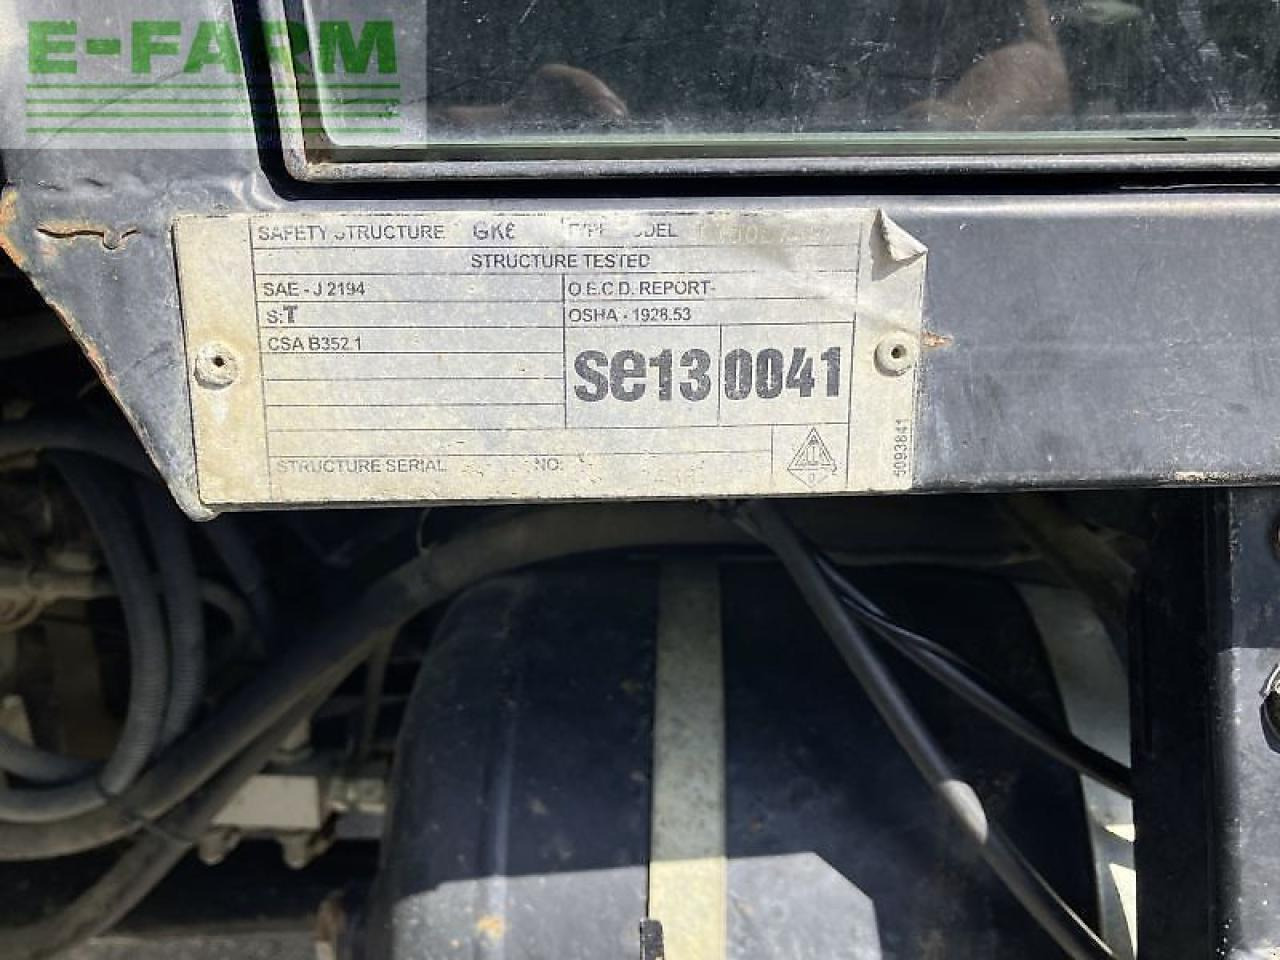 E-FARM
SAFETY STRUCTURE
STRUCTURE TESTED
SAE - J 2194
O.E.C.D. REPORT-
OSHA - 1928.53
CSA B352.1
se13 0041
STRUCTURE SERIAL NO:
5093841